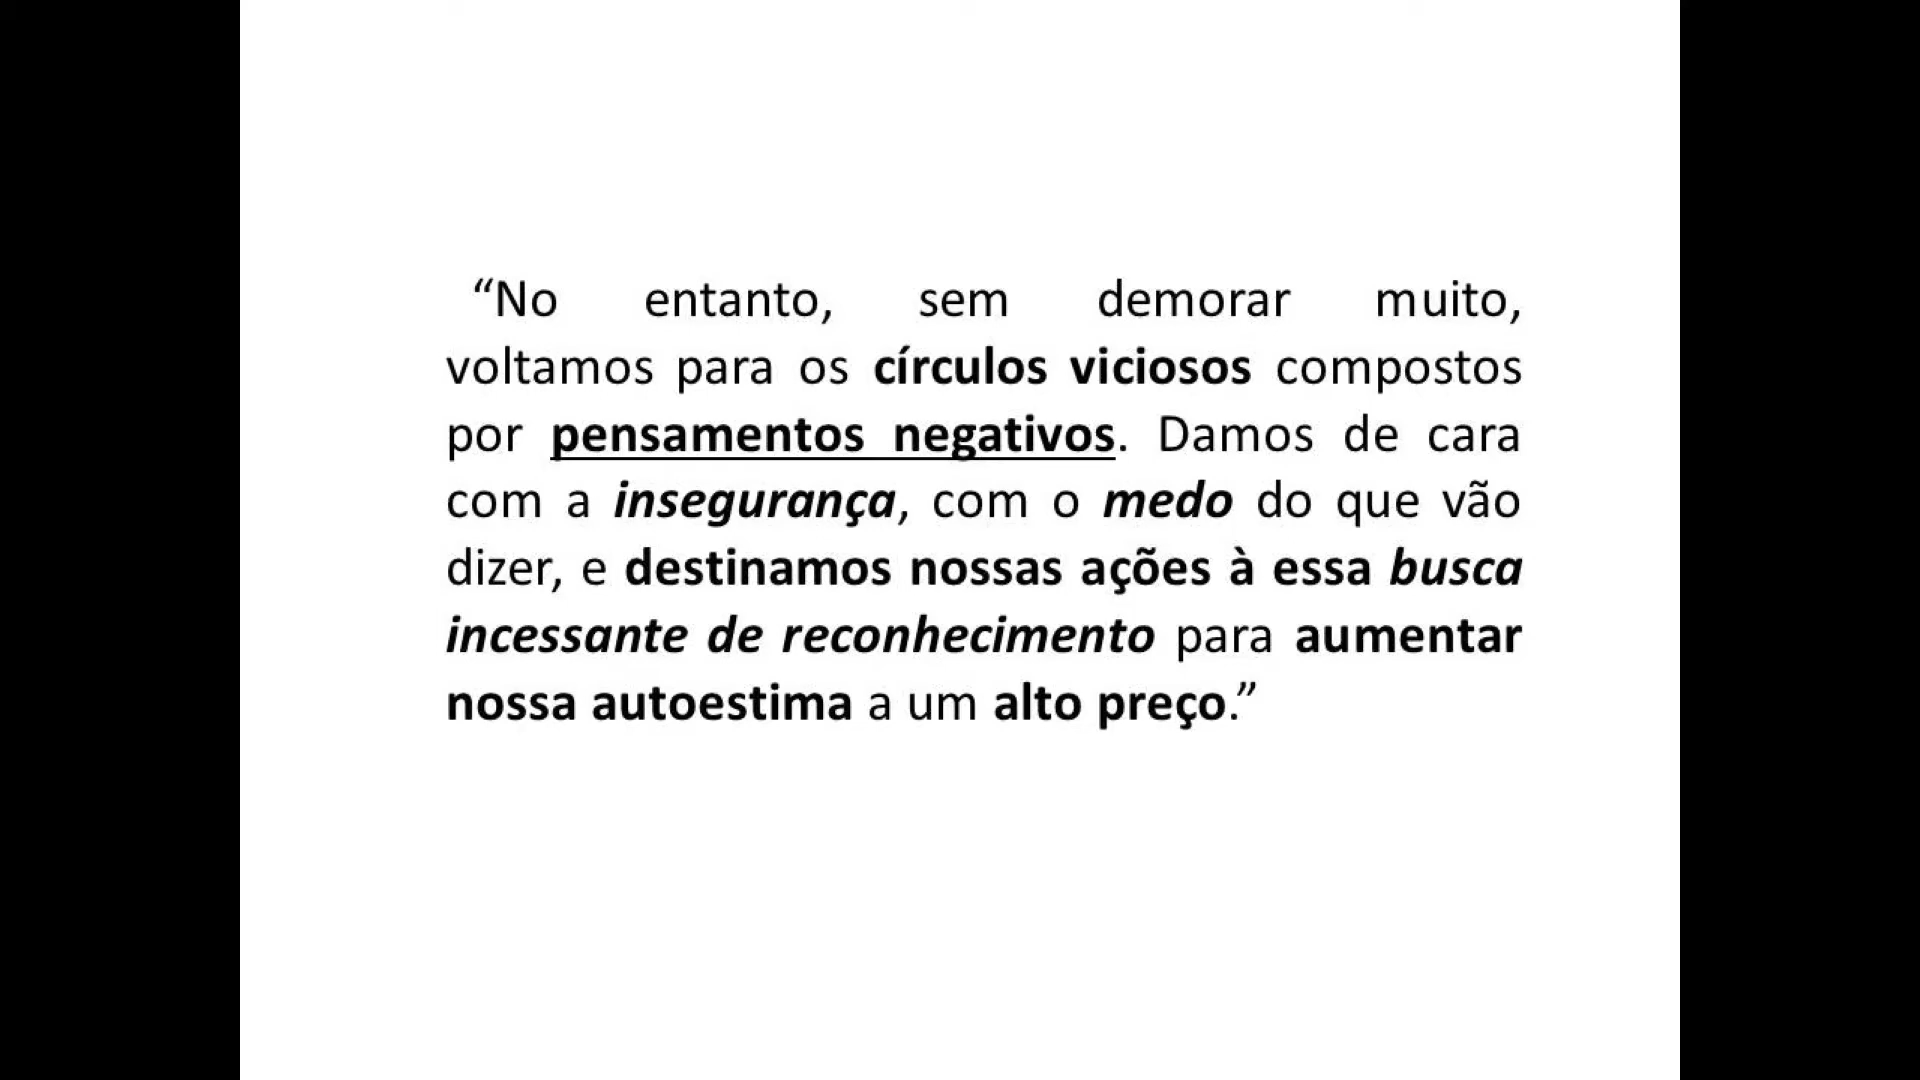 “No entanto, sem demorar muito,
voltamos para os círculos viciosos compostos
por pensamentos negativos. Damos de cara
com a insegurança, com o medo do que vão
dizer, e destinamos nossas ações à essa busca
incessante de reconhecimento para aumentar
nossa autoestima a um alto preço.”